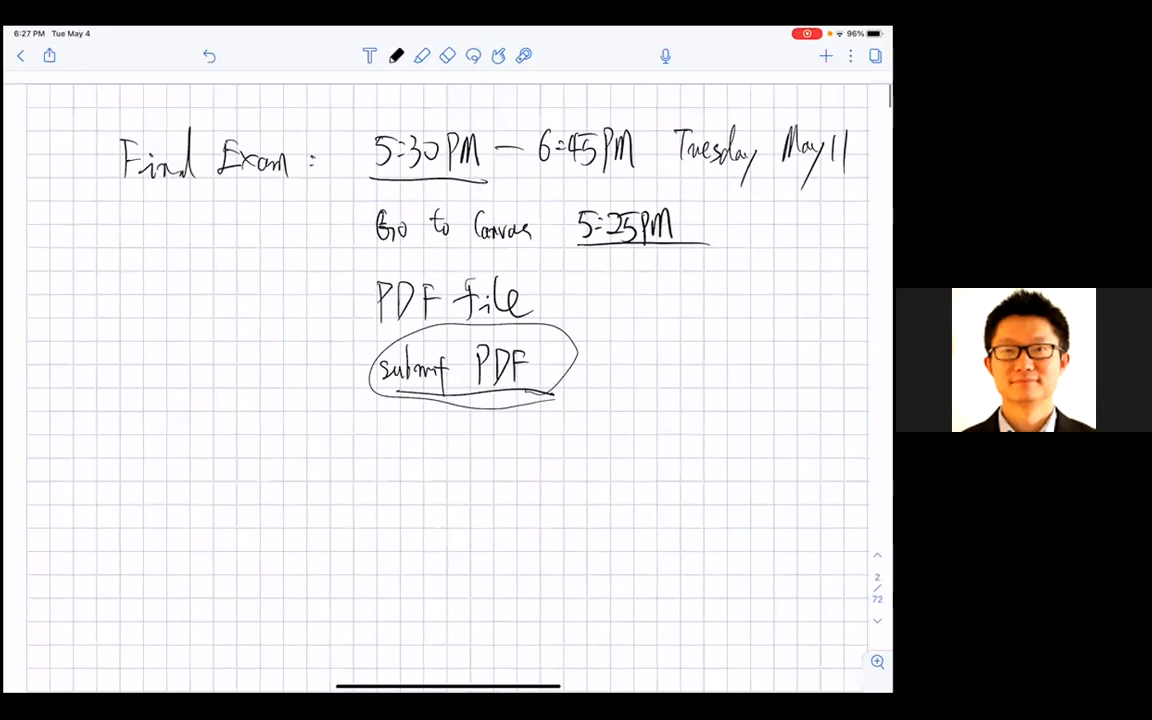 6:27 PM Tue May 4
96%
T
Final Exam: 5:30 PM — 6:45 PM Tuesday May 11
Go to Canvas 5:25 PM
PDF file
submit PDF
2
72